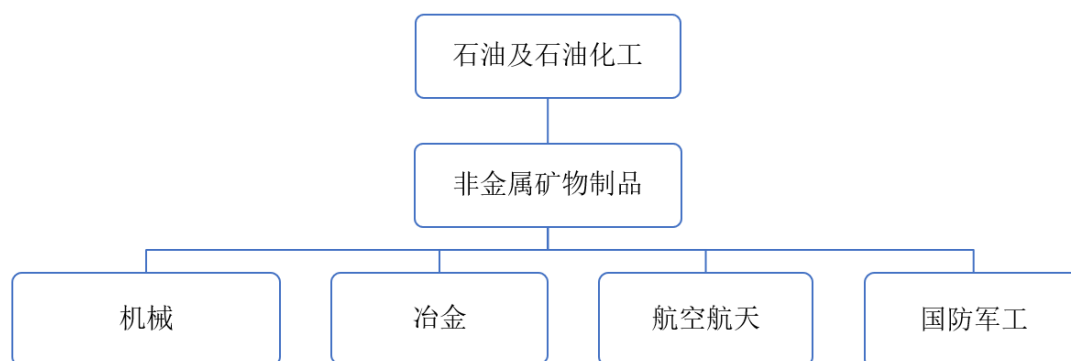 石油及石油化工
非金属矿物制品
机械
冶金
航空航天
国防军工